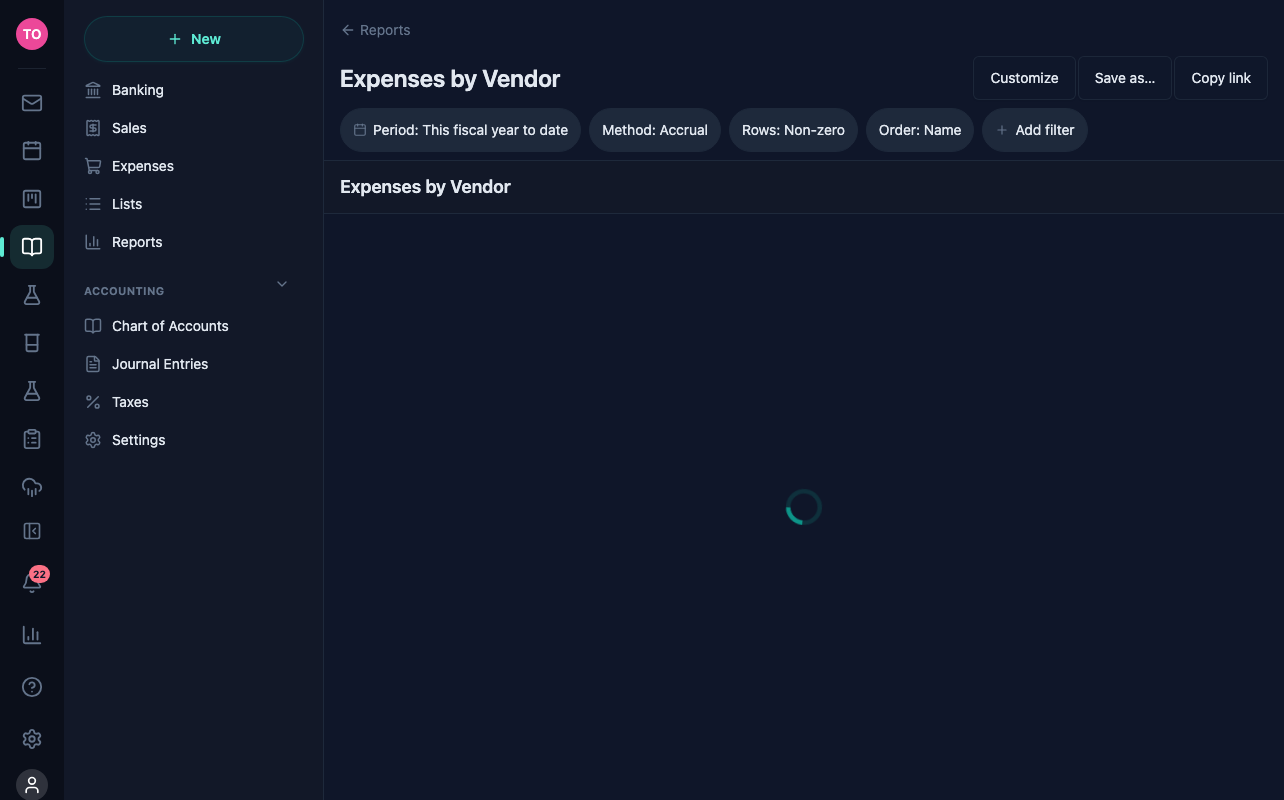 TO
22
New
Banking
Sales
Expenses
Lists
Reports
ACCOUNTING
Chart of Accounts
Journal Entries
Taxes
Settings
Reports
Expenses by Vendor
Customize
Save as...
Copy link
Period: This fiscal year to date
Method: Accrual
Rows: Non-zero
Order: Name
Add filter
Expenses by Vendor